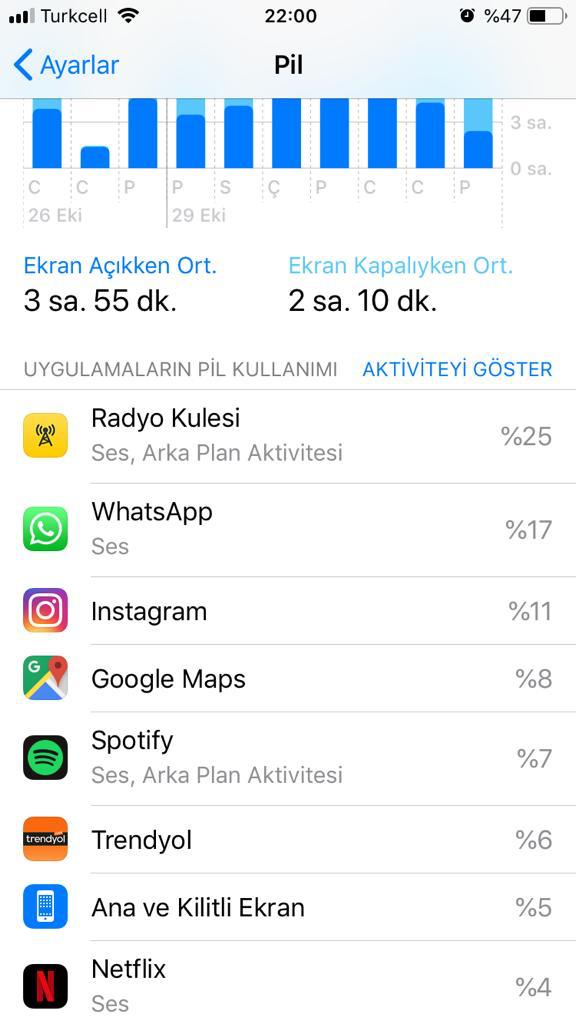 Turkcell 22:00 %47
Ayarlar Pil
3 sa.
0 sa.
C C P P S Ç P C C P
26 Eki 29 Eki
Ekran Açıkken Ort. Ekran Kapalıyken Ort.
3 sa. 55 dk. 2 sa. 10 dk.
UYGULAMALARIN PİL KULLANIMI AKTİVİTEYİ GÖSTER
Radyo Kulesi
%25
Ses, Arka Plan Aktivitesi
WhatsApp
%17
Ses
Instagram %11
G
Google Maps %8
Spotify
%7
Ses, Arka Plan Aktivitesi
trendyol
Trendyol %6
Ana ve Kilitli Ekran %5
Netflix
%4
N
Ses